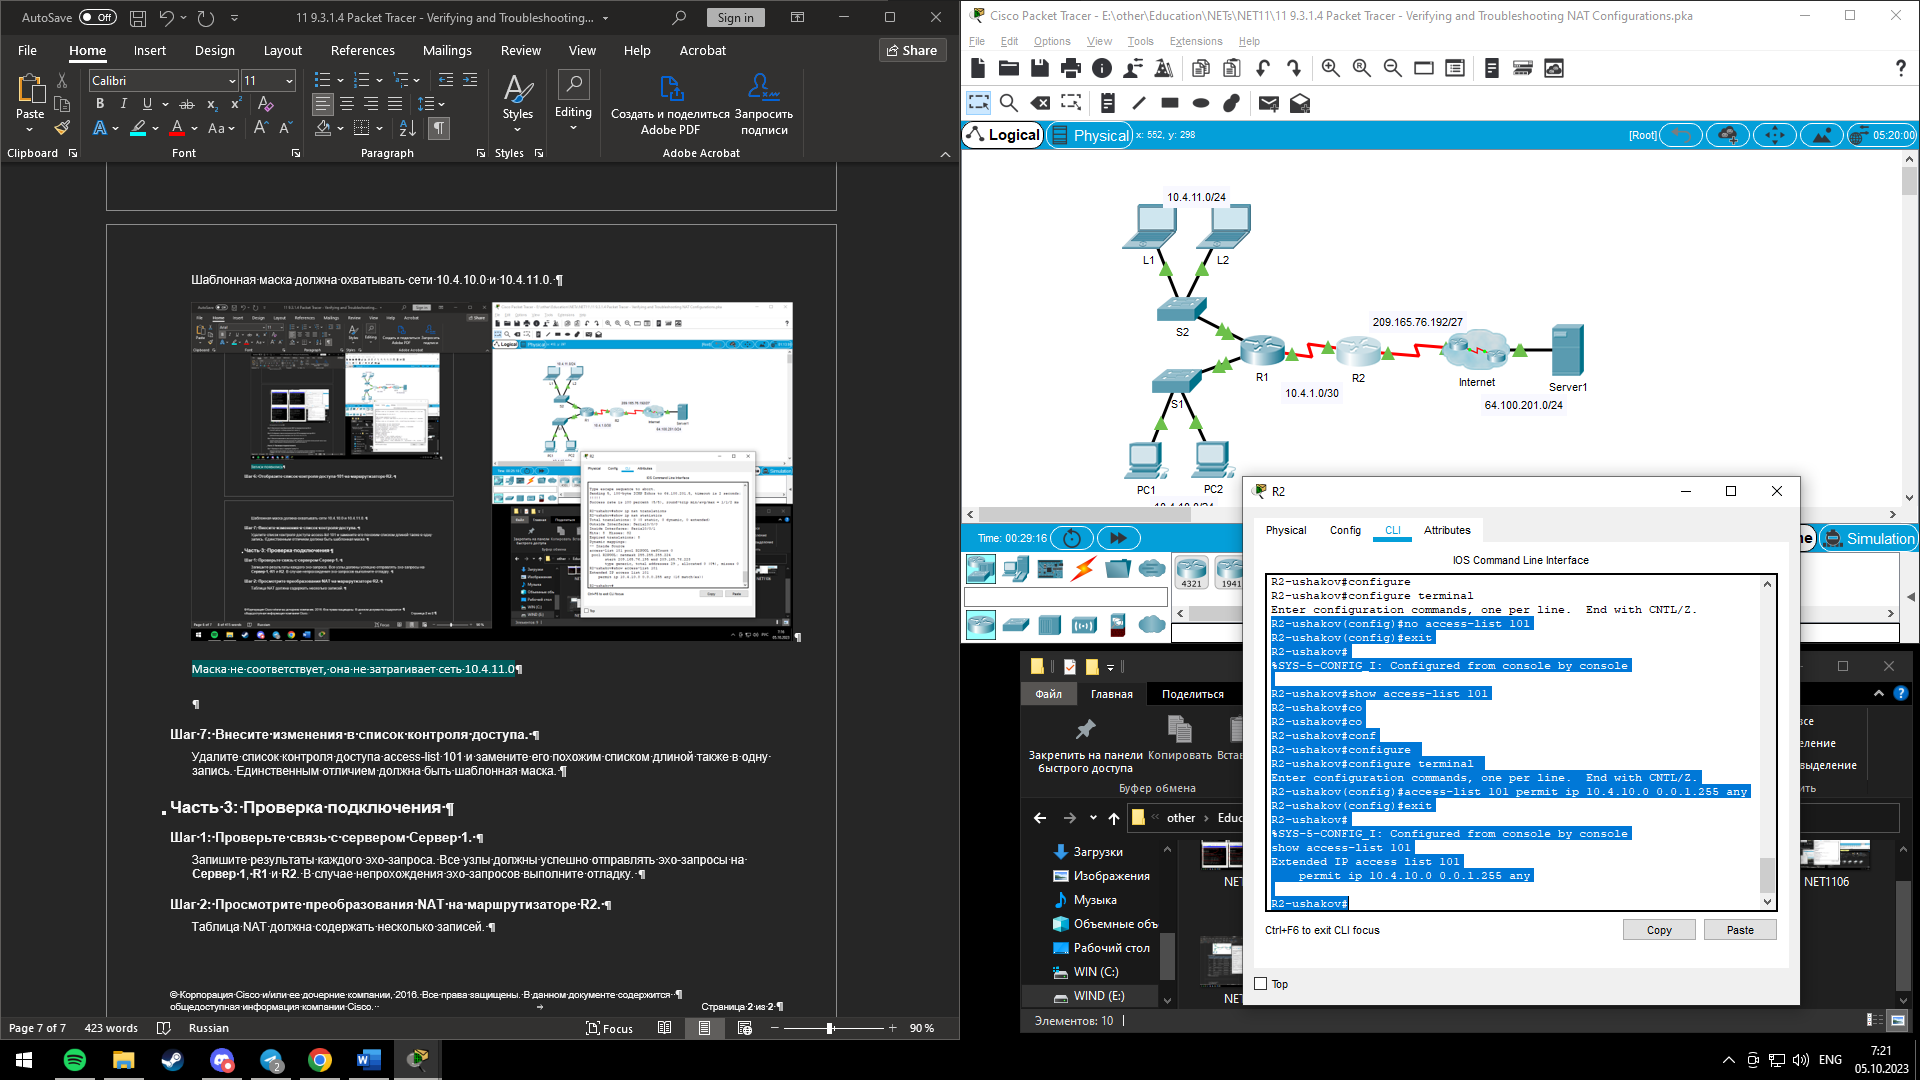 AutoSave
Off
11 9.3.1.4 Packet Tracer - Verifying and Troubleshooting...
Sign in
File Home Insert Design Layout References Mailings Review View Help Acrobat
Share
Calibri
11
Paste
Styles
Editing
Создать и поделиться
Adobe PDF
Запросить
подписи
Clipboard
Font
Paragraph
Styles
Adobe Acrobat
Шаблонная маска должна охватывать сети 10.4.10.0 и 10.4.11.0. ¶
Маска не соответствует, она не затрагивает сеть 10.4.11.0¶
¶
Шаг 7: Внесите изменения в список контроля доступа. ¶
Удалите список контроля доступа access-list 101 и замените его похожим списком длиной также в одну
запись. Единственным отличием должна быть шаблонная маска. ¶
Часть 3: Проверка подключения ¶
Шаг 1: Проверьте связь с сервером Сервер 1. ¶
Запишите результаты каждого эхо-запроса. Все узлы должны успешно отправлять эхо-запросы на
Сервер 1, R1 и R2. В случае непрохождения эхо-запросов выполните отладку. ¶
Шаг 2: Просмотрите преобразования NAT на маршрутизаторе R2. ¶
Таблица NAT должна содержать несколько записей. ¶
© Корпорация Cisco и/или ее дочерние компании, 2016. Все права защищены. В данном документе содержится ¶
общедоступная информация компании Cisco.
Страница 2 из 2 ¶
Page 7 of 7
423 words
Russian
Focus
90 %
Cisco Packet Tracer - E:\other\Education\NETs\NET11\11 9.3.1.4 Packet Tracer - Verifying and Troubleshooting NAT Configurations.pka
File Edit Options View Tools Extensions Help
Logical
Physical
x: 552, y: 298
[Root]
05:20:00
10.4.11.0/24
L1
L2
S2
209.165.76.192/27
R1
R2
Internet
Server1
10.4.1.0/30
64.100.201.0/24
S1
PC1
PC2
Time: 00:29:16
Simulation
4321
1941
R2
Physical Config CLI Attributes
IOS Command Line Interface
R2-ushakov#configure
R2-ushakov#configure terminal
Enter configuration commands, one per line. End with CNTL/Z.
R2-ushakov(config)#no access-list 101
R2-ushakov(config)#exit
R2-ushakov#
%SYS-5-CONFIG_I: Configured from console by console
R2-ushakov#show access-list 101
R2-ushakov#co
R2-ushakov#co
R2-ushakov#conf
R2-ushakov#configure
R2-ushakov#configure terminal
Enter configuration commands, one per line. End with CNTL/Z.
R2-ushakov(config)#access-list 101 permit ip 10.4.10.0 0.0.1.255 any
R2-ushakov(config)#exit
R2-ushakov#
%SYS-5-CONFIG_I: Configured from console by console
show access-list 101
Extended IP access list 101
permit ip 10.4.10.0 0.0.1.255 any
R2-ushakov#
Ctrl+F6 to exit CLI focus
Copy
Paste
Top
Файл
Главная
Поделиться
Закрепить на панели
быстрого доступа
Копировать
Буфер обмена
other
Загрузки
Изображения
Музыка
Объемные объ
Рабочий стол
WIN (C:)
WIND (E:)
NET1106
Элементов: 10
2
ENG
7:21
05.10.2023